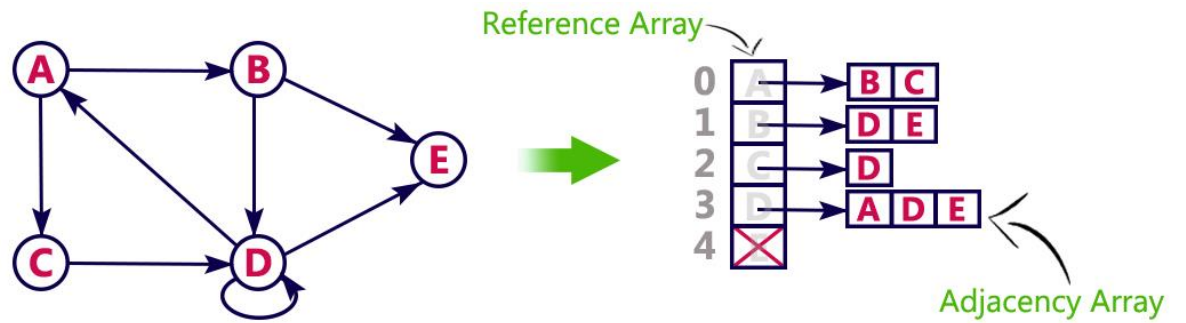 Reference Array
A
B
C
D
E
0 A B C
1 B D E
2 C D
3 D A D E
4 E
Adjacency Array